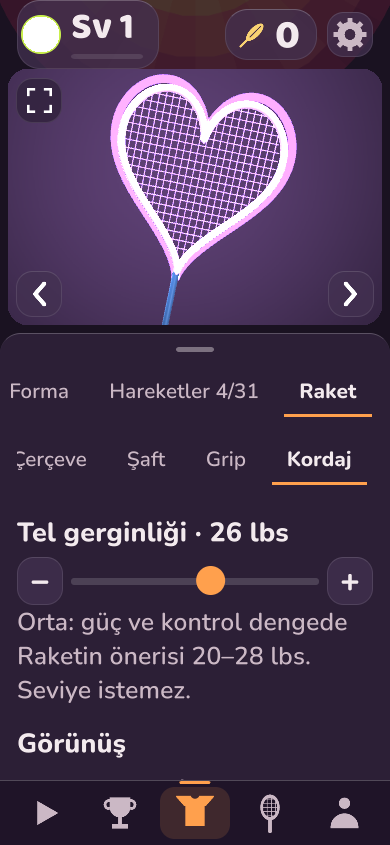 Sv 1
0
Forma
Hareketler 4/31
Raket
Çerçeve
Şaft
Grip
Kordaj
Tel gerginliği · 26 lbs
Orta: güç ve kontrol dengede
Raketin önerisi 20–28 lbs.
Seviye istemez.
Görünüş